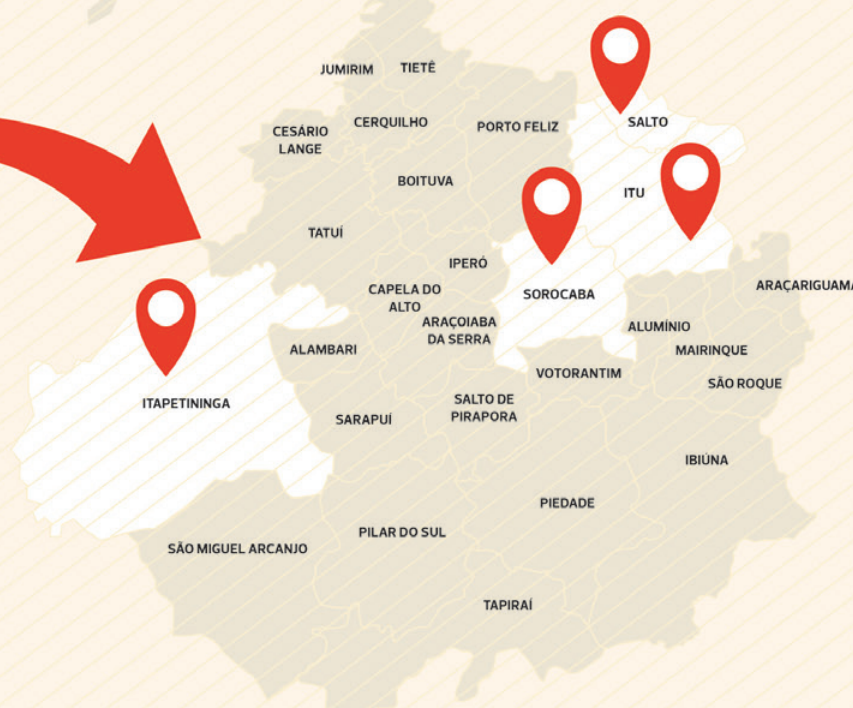 JUMIRIM
TIETÊ
CESÁRIO
LANGE
CERQUILHO
PORTO FELIZ
SALTO
BOITUVA
ITU
TATUÍ
IPERÓ
CAPELA DO
ALTO
SOROCABA
ARAÇARIGUAMA
ARAÇOIABA
DA SERRA
ALUMÍNIO
ALAMBARI
MAIRINQUE
VOTORANTIM
SÃO ROQUE
ITAPETININGA
SALTO DE
PIRAPORA
SARAPUÍ
IBIÚNA
PIEDADE
PILAR DO SUL
SÃO MIGUEL ARCANJO
TAPIRAÍ